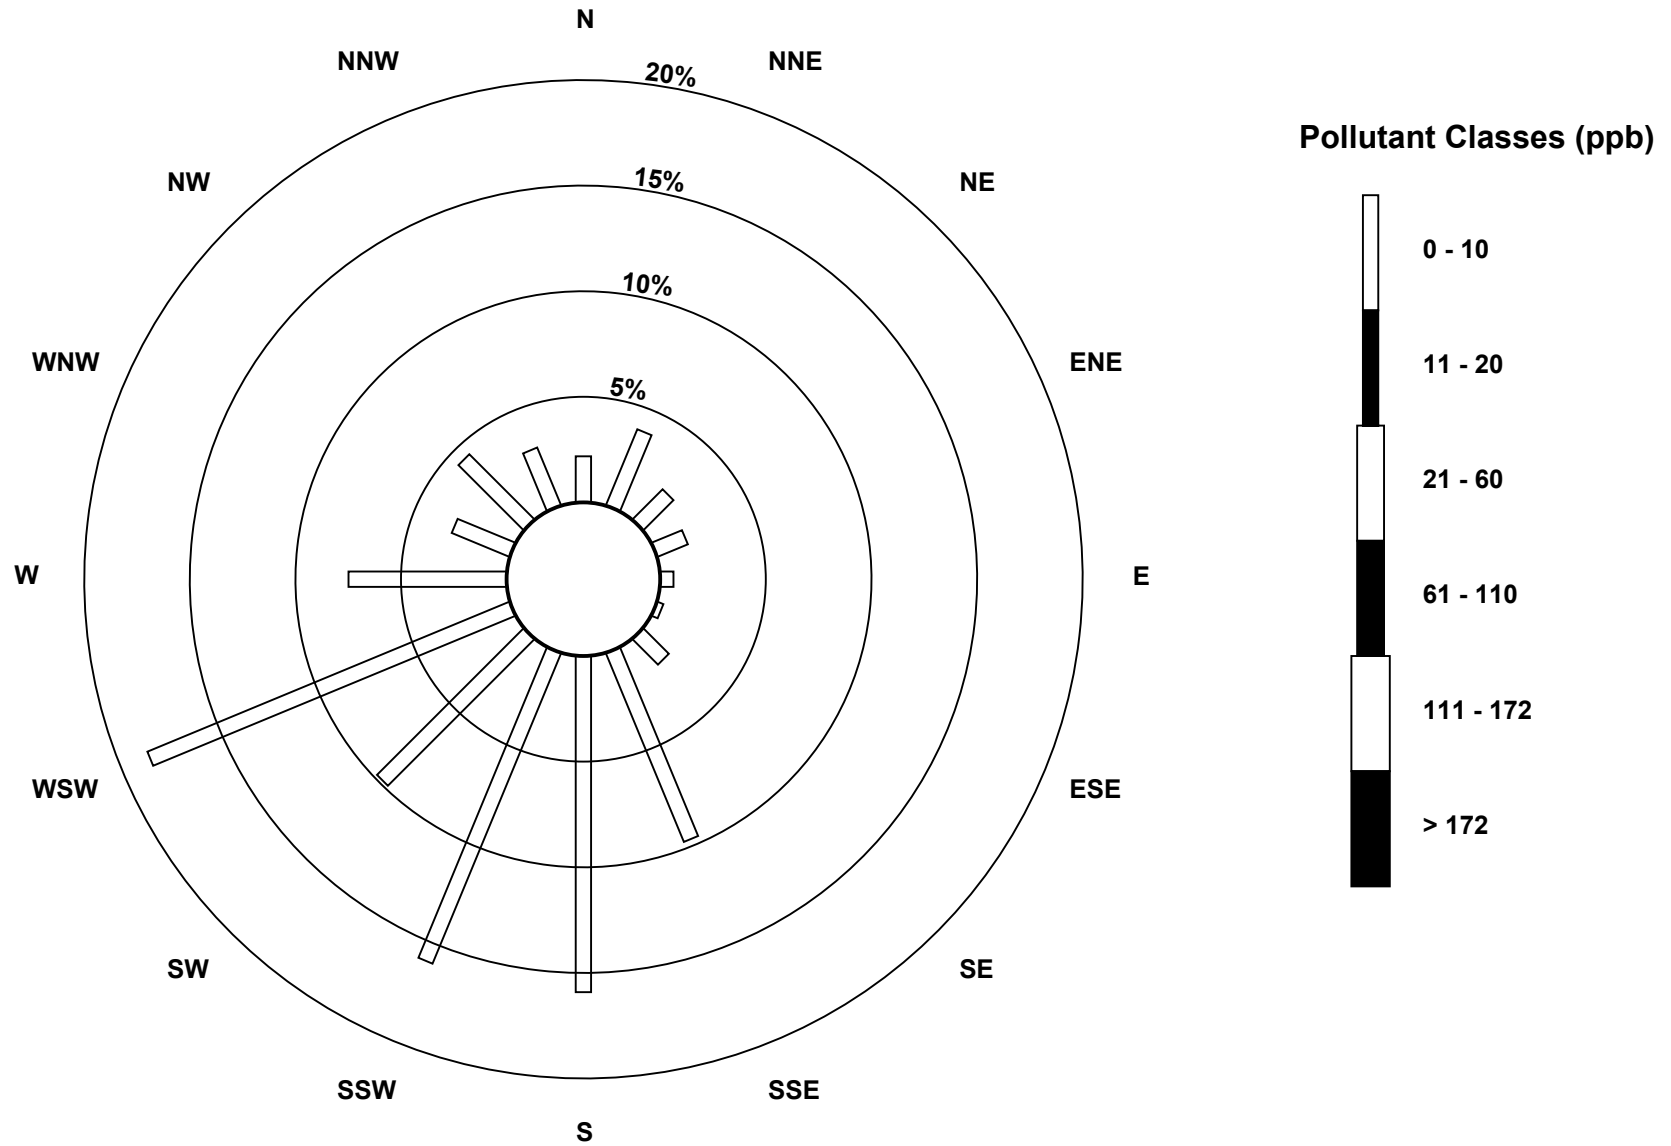 N
NNW
NNE
20%
Pollutant Classes (ppb)
15%
NW
NE
0 - 10
10%
WNW
ENE
11 - 20
5%
21 - 60
W
E
61 - 110
111 - 172
WSW
ESE
> 172
SW
SE
SSW
SSE
S